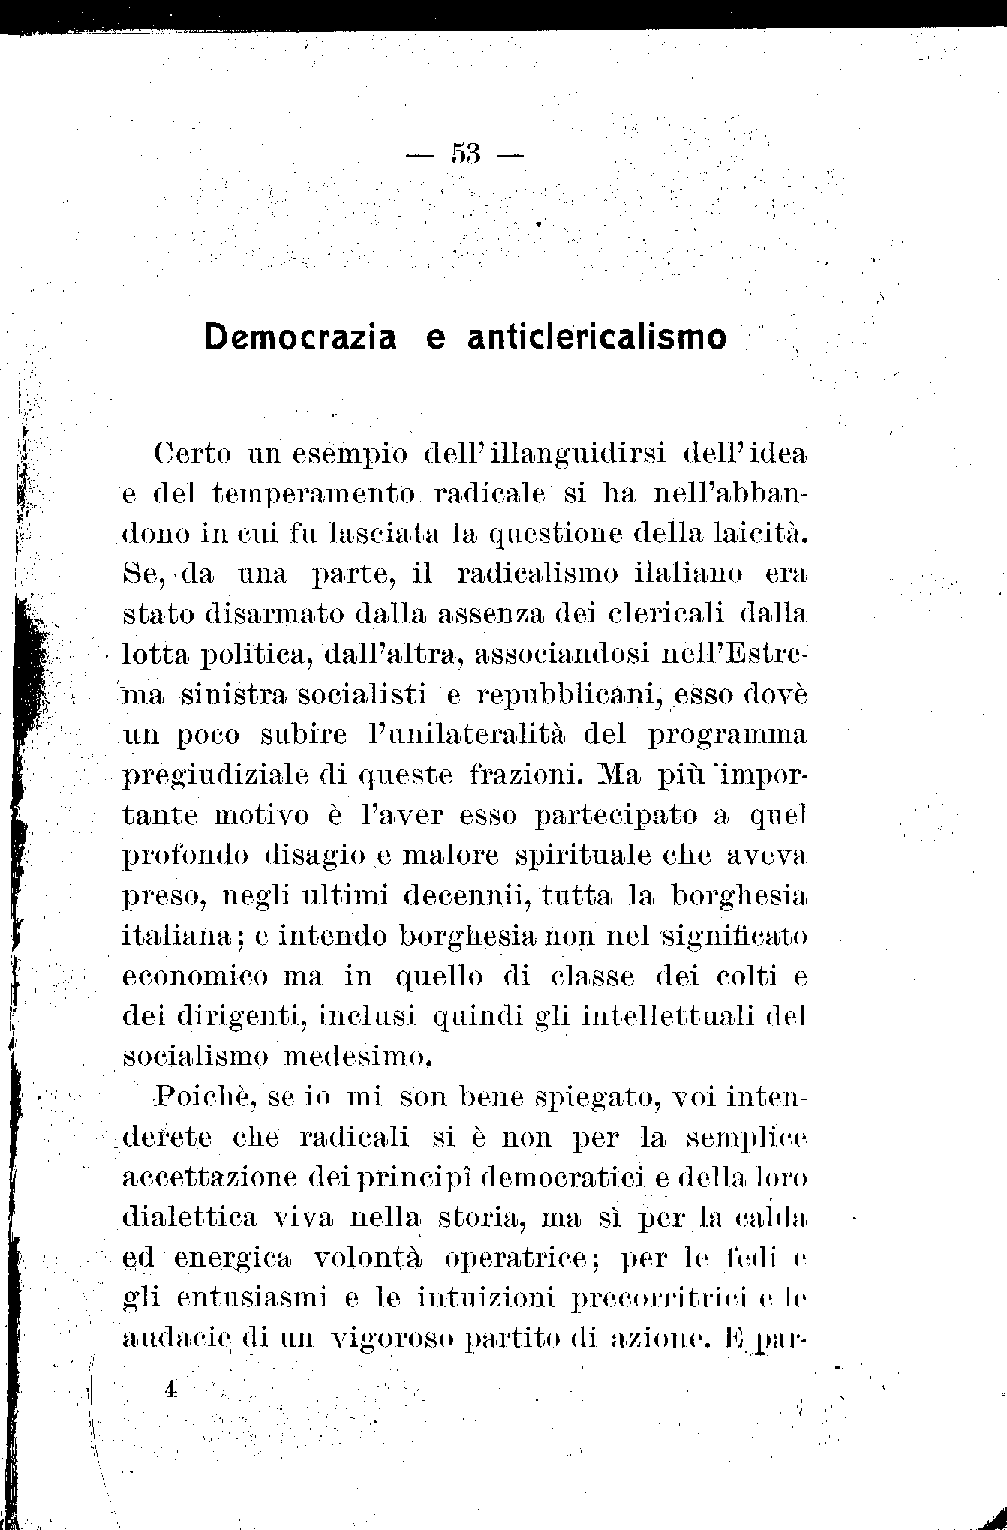 — 53 —
Democrazia e anticlericalismo
Certo un esempio dell'illanguidirsi dell'idea
e del temperamento radicale si ha nell'abban-
dono in cui fu lasciata la questione della laicità.
Se, da una parte, il radicalismo italiano era
stato disarmato dalla assenza dei clericali dalla
lotta politica, dall'altra, associandosi nell'Estre-
ma sinistra socialisti e repubblicani, esso dovè
un poco subire l'unilateralità del programma
pregiudiziale di queste frazioni. Ma più impor-
tante motivo è l'aver esso partecipato a quel
profondo disagio e malore spirituale che aveva
preso, negli ultimi decennii, tutta la borghesia
italiana; e intendo borghesia non nel significato
economico ma in quello di classe dei colti e
dei dirigenti, inclusi quindi gli intellettuali del
socialismo medesimo.
Poichè, se io mi son bene spiegato, voi inten-
derete che radicali si è non per la semplice
accettazione dei principî democratici e della loro
dialettica viva nella storia, ma sì per la calda
ed energica volontà operatrice; per le fedi e
gli entusiasmi e le intuizioni precorritrici e le
audacie di un vigoroso partito di azione. E par-
4